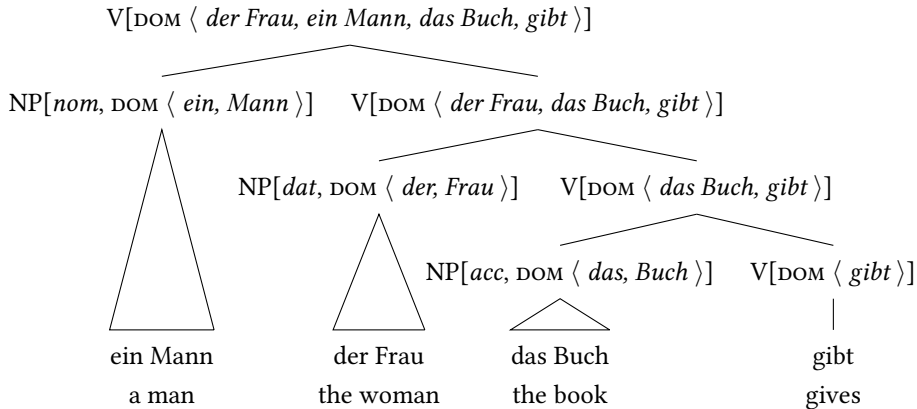 V[DOM ⟨ der Frau, ein Mann, das Buch, gibt ⟩]
NP[nom, DOM ⟨ ein, Mann ⟩] V[DOM ⟨ der Frau, das Buch, gibt ⟩]
NP[dat, DOM ⟨ der, Frau ⟩] V[DOM ⟨ das Buch, gibt ⟩]
NP[acc, DOM ⟨ das, Buch ⟩] V[DOM ⟨ gibt ⟩]
ein Mann der Frau das Buch gibt
a man the woman the book gives